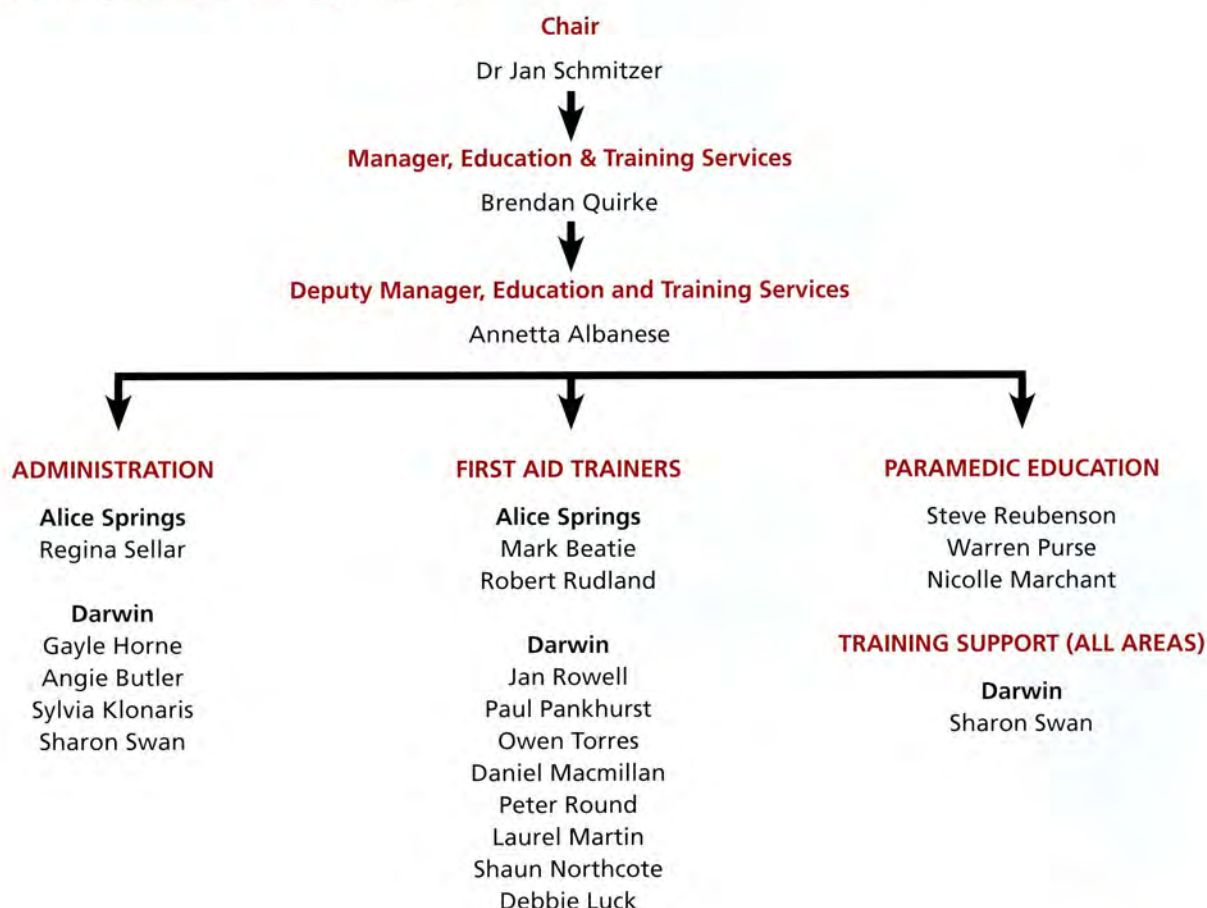 Chair
Dr Jan Schmitzer
Manager, Education & Training Services
Brendan Quirke
Deputy Manager, Education and Training Services
Annetta Albanese
ADMINISTRATION
Alice Springs
Regina Sellar
Darwin
Gayle Horne
Angie Butler
Sylvia Klonaris
Sharon Swan
FIRST AID TRAINERS
Alice Springs
Mark Beatie
Robert Rudland
Darwin
Jan Rowell
Paul Pankhurst
Owen Torres
Daniel Macmillan
Peter Round
Laurel Martin
Shaun Northcote
Debbie Luck
PARAMEDIC EDUCATION
Steve Reubenson
Warren Purse
Nicolle Marchant
TRAINING SUPPORT (ALL AREAS)
Darwin
Sharon Swan